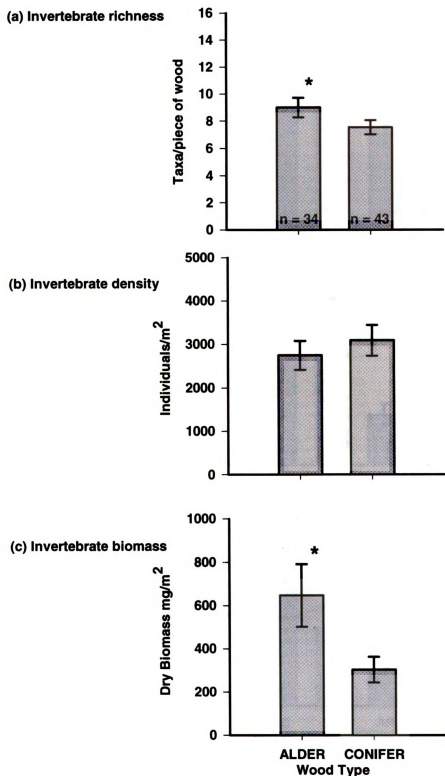 (a) Invertebrate richness
Taxa/piece of wood
16
14
12
10
8
6
4
2
0
*
n = 34
n = 43
(b) Invertebrate density
Individuals/m²
5000
4000
3000
2000
1000
0
(c) Invertebrate biomass
Dry Biomass mg/m²
1000
800
600
400
200
0
*
ALDER CONIFER
Wood Type